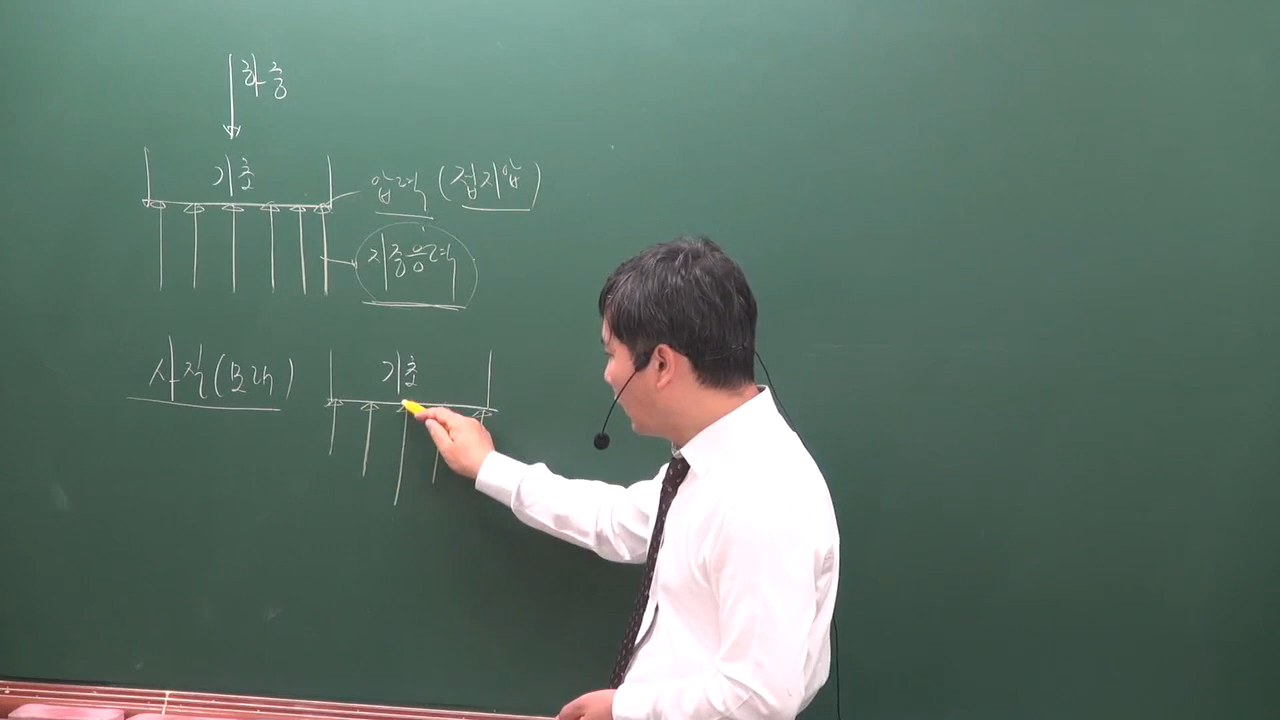 하중
기초
압력 (접지압)
지중응력
사질(모래)
기초